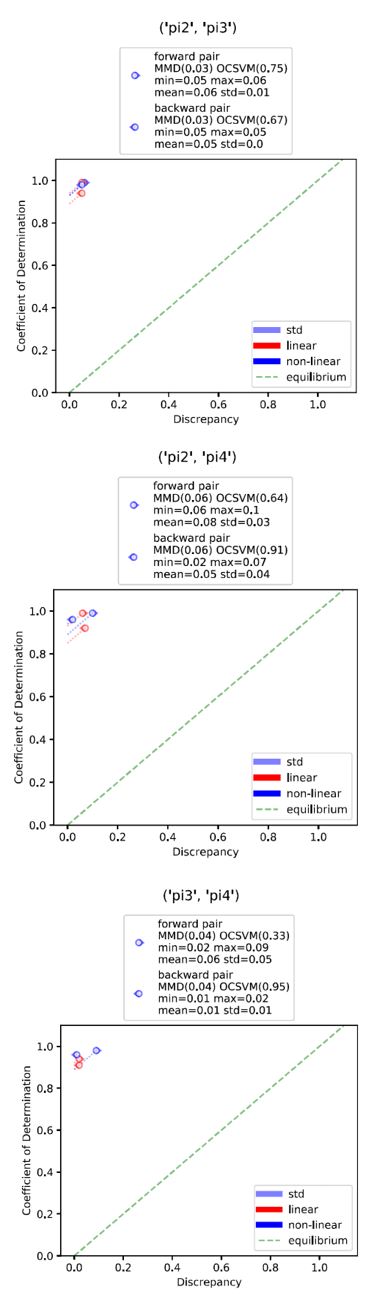 ('pi2', 'pi3')
forward pair
MMD(0.03) OCSVM(0.75)
min=0.05 max=0.06
mean=0.06 std=0.01
backward pair
MMD(0.03) OCSVM(0.67)
min=0.05 max=0.05
mean=0.05 std=0.0
1.0
0.8
0.6
0.4
0.2
0.0
Coefficient of Determination
std
linear
non-linear
equilibrium
0.0 0.2 0.4 0.6 0.8 1.0
Discrepancy
('pi2', 'pi4')
forward pair
MMD(0.06) OCSVM(0.64)
min=0.06 max=0.1
mean=0.08 std=0.03
backward pair
MMD(0.06) OCSVM(0.91)
min=0.02 max=0.07
mean=0.05 std=0.04
1.0
0.8
0.6
0.4
0.2
0.0
Coefficient of Determination
std
linear
non-linear
equilibrium
0.0 0.2 0.4 0.6 0.8 1.0
Discrepancy
('pi3', 'pi4')
forward pair
MMD(0.04) OCSVM(0.33)
min=0.02 max=0.09
mean=0.06 std=0.05
backward pair
MMD(0.04) OCSVM(0.95)
min=0.01 max=0.02
mean=0.01 std=0.01
1.0
0.8
0.6
0.4
0.2
0.0
Coefficient of Determination
std
linear
non-linear
equilibrium
0.0 0.2 0.4 0.6 0.8 1.0
Discrepancy